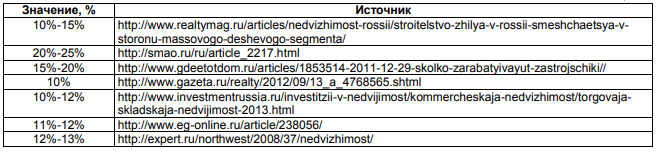 Значение, % Источник
10%-15% http://www.realtymag.ru/articles/nedvizhimost-rossii/stroitelstvo-zhilya-v-rossii-smeshchaetsya-v-
storonu-massovogo-deshevogo-segmenta/
20%-25% http://smao.ru/ru/article_2217.html
15%-20% http://www.gdeetotdom.ru/articles/1853514-2011-12-29-skolko-zarabatyivayut-zastrojschiki//
10% http://www.gazeta.ru/realty/2012/09/13_a_4768565.shtml
10%-12% http://www.investmentrussia.ru/investitzii-v-nedvijimost/kommercheskaja-nedvizhimost/torgovaja-
skladskaja-nedvijimost-2013.html
11%-12% http://www.eg-online.ru/article/238056/
12%-13% http://expert.ru/northwest/2008/37/nedvizhimost/